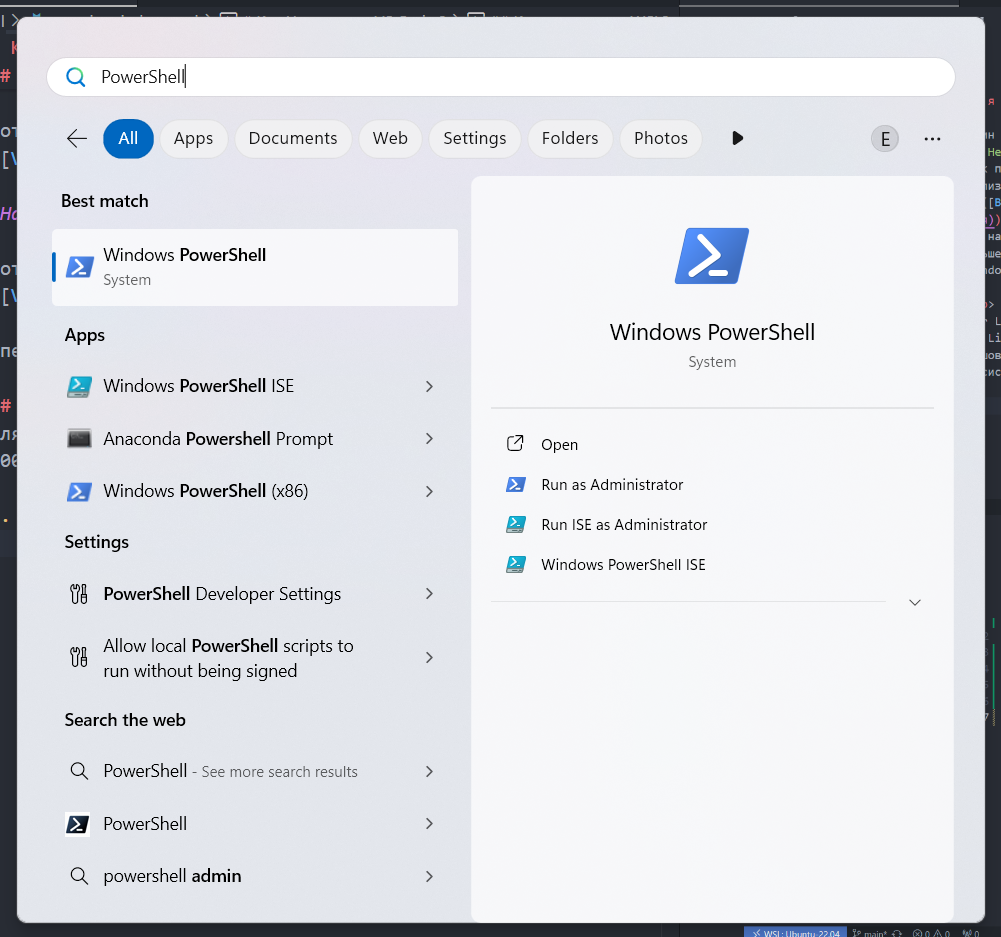 PowerShell
All
Apps
Documents
Web
Settings
Folders
Photos
E
Best match
Windows PowerShell
System
Apps
Windows PowerShell ISE
Anaconda Powershell Prompt
Windows PowerShell (x86)
Settings
PowerShell Developer Settings
Allow local PowerShell scripts to
run without being signed
Search the web
PowerShell - See more search results
PowerShell
powershell admin
Windows PowerShell
System
Open
Run as Administrator
Run ISE as Administrator
Windows PowerShell ISE
WSL: Ubuntu-22.04 main* 0 0 0